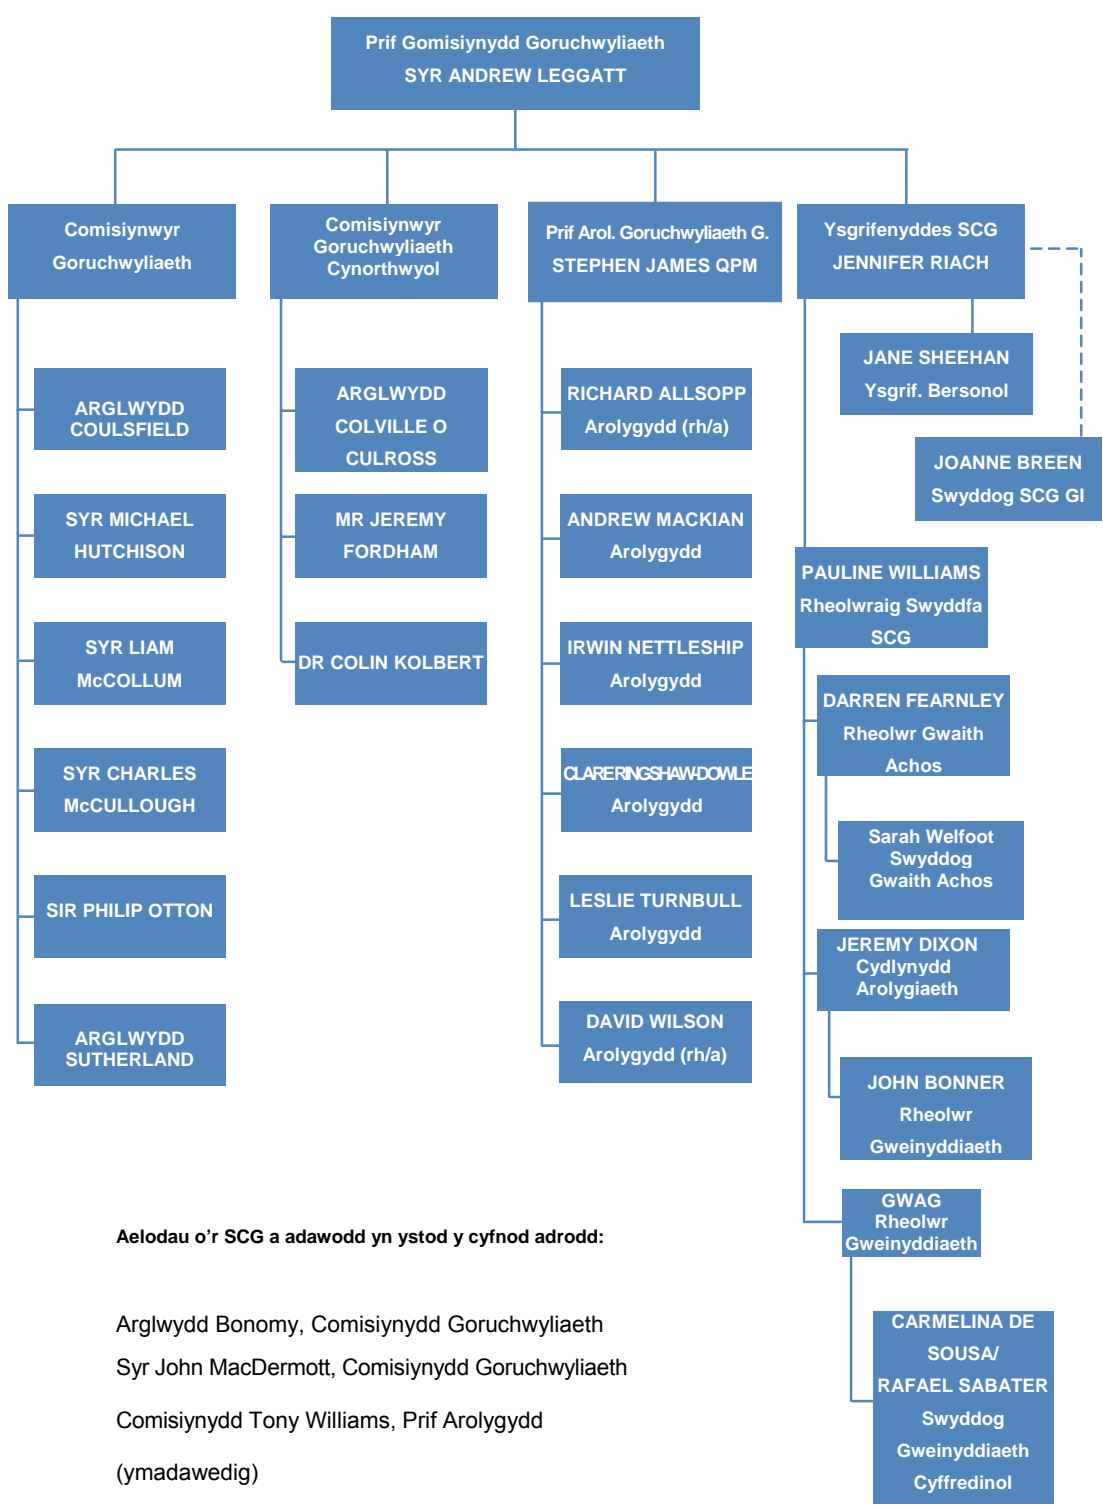 Prif Gomisiynydd Goruchwyliaeth
SYR ANDREW LEGGATT
Comisiynwyr
Goruchwyliaeth
ARGLWYDD
COULSFIELD
SYR MICHAEL
HUTCHISON
SYR LIAM
McCOLLUM
SYR CHARLES
McCULLOUGH
SIR PHILIP OTTON
ARGLWYDD
SUTHERLAND
Comisiynwyr
Goruchwyliaeth
Cynorthwyol
ARGLWYDD
COLVILLE O
CULROSS
MR JEREMY
FORDHAM
DR COLIN KOLBERT
Prif Arol. Goruchwyliaeth G.
STEPHEN JAMES QPM
RICHARD ALLSOPP
Arolygydd (rh/a)
ANDREW MACKIAN
Arolygydd
IRWIN NETTLESHIP
Arolygydd
CLARE RINGSHAW-DOWLE
Arolygydd
LESLIE TURNBULL
Arolygydd
DAVID WILSON
Arolygydd (rh/a)
Ysgrifenyddes SCG
JENNIFER RIACH
JANE SHEEHAN
Ysgrif. Bersonol
JOANNE BREEN
Swyddog SCG GI
PAULINE WILLIAMS
Rheolwraig Swyddfa
SCG
DARREN FEARNLEY
Rheolwr Gwaith
Achos
Sarah Welfoot
Swyddog
Gwaith Achos
JEREMY DIXON
Cydlynydd
Arolygiaeth
JOHN BONNER
Rheolwr
Gweinyddiaeth
GWAG
Rheolwr
Gweinyddiaeth
CARMELINA DE
SOUSA/
RAFAEL SABATER
Swyddog
Gweinyddiaeth
Cyffredinol
Aelodau o’r SCG a adawodd yn ystod y cyfnod adrodd:
Arglwydd Bonomy, Comisiynydd Goruchwyliaeth
Syr John MacDermott, Comisiynydd Goruchwyliaeth
Comisiynydd Tony Williams, Prif Arolygydd
(ymadawedig)